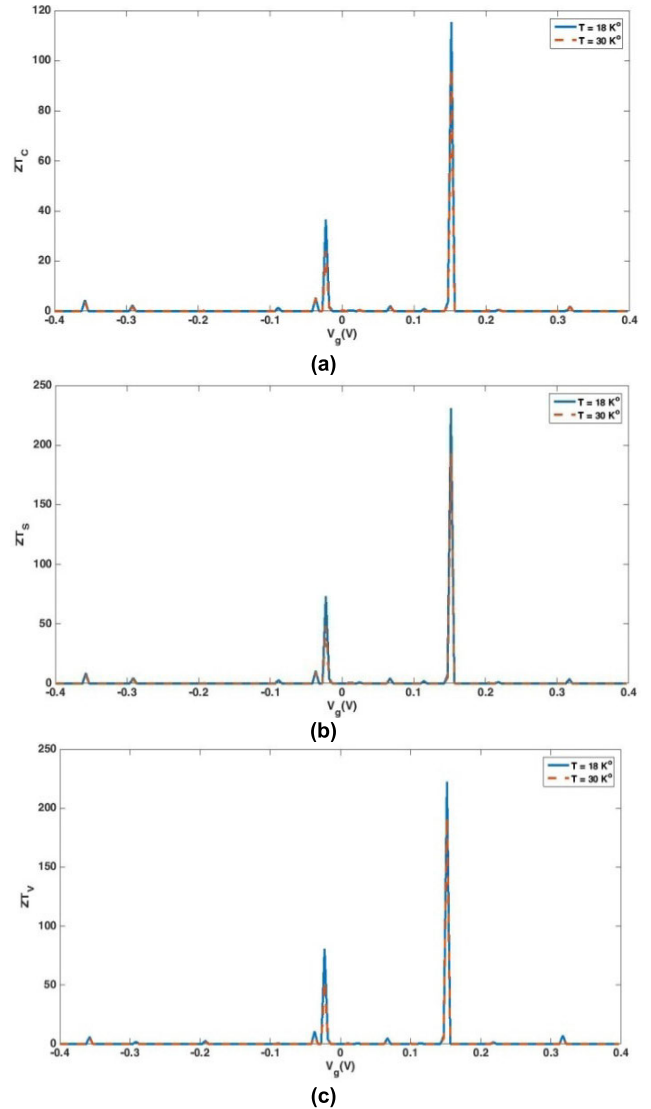 120
100
80
60
40
20
0
ZT_C
T = 18 K^o
T = 30 K^o
-0.4 -0.3 -0.2 -0.1 0 0.1 0.2 0.3 0.4
V_g(V)
(a)
250
200
150
100
50
0
ZT_S
T = 18 K^o
T = 30 K^o
-0.4 -0.3 -0.2 -0.1 0 0.1 0.2 0.3 0.4
V_g(V)
(b)
250
200
150
100
50
0
ZT_V
T = 18 K^o
T = 30 K^o
-0.4 -0.3 -0.2 -0.1 0 0.1 0.2 0.3 0.4
V_g(V)
(c)